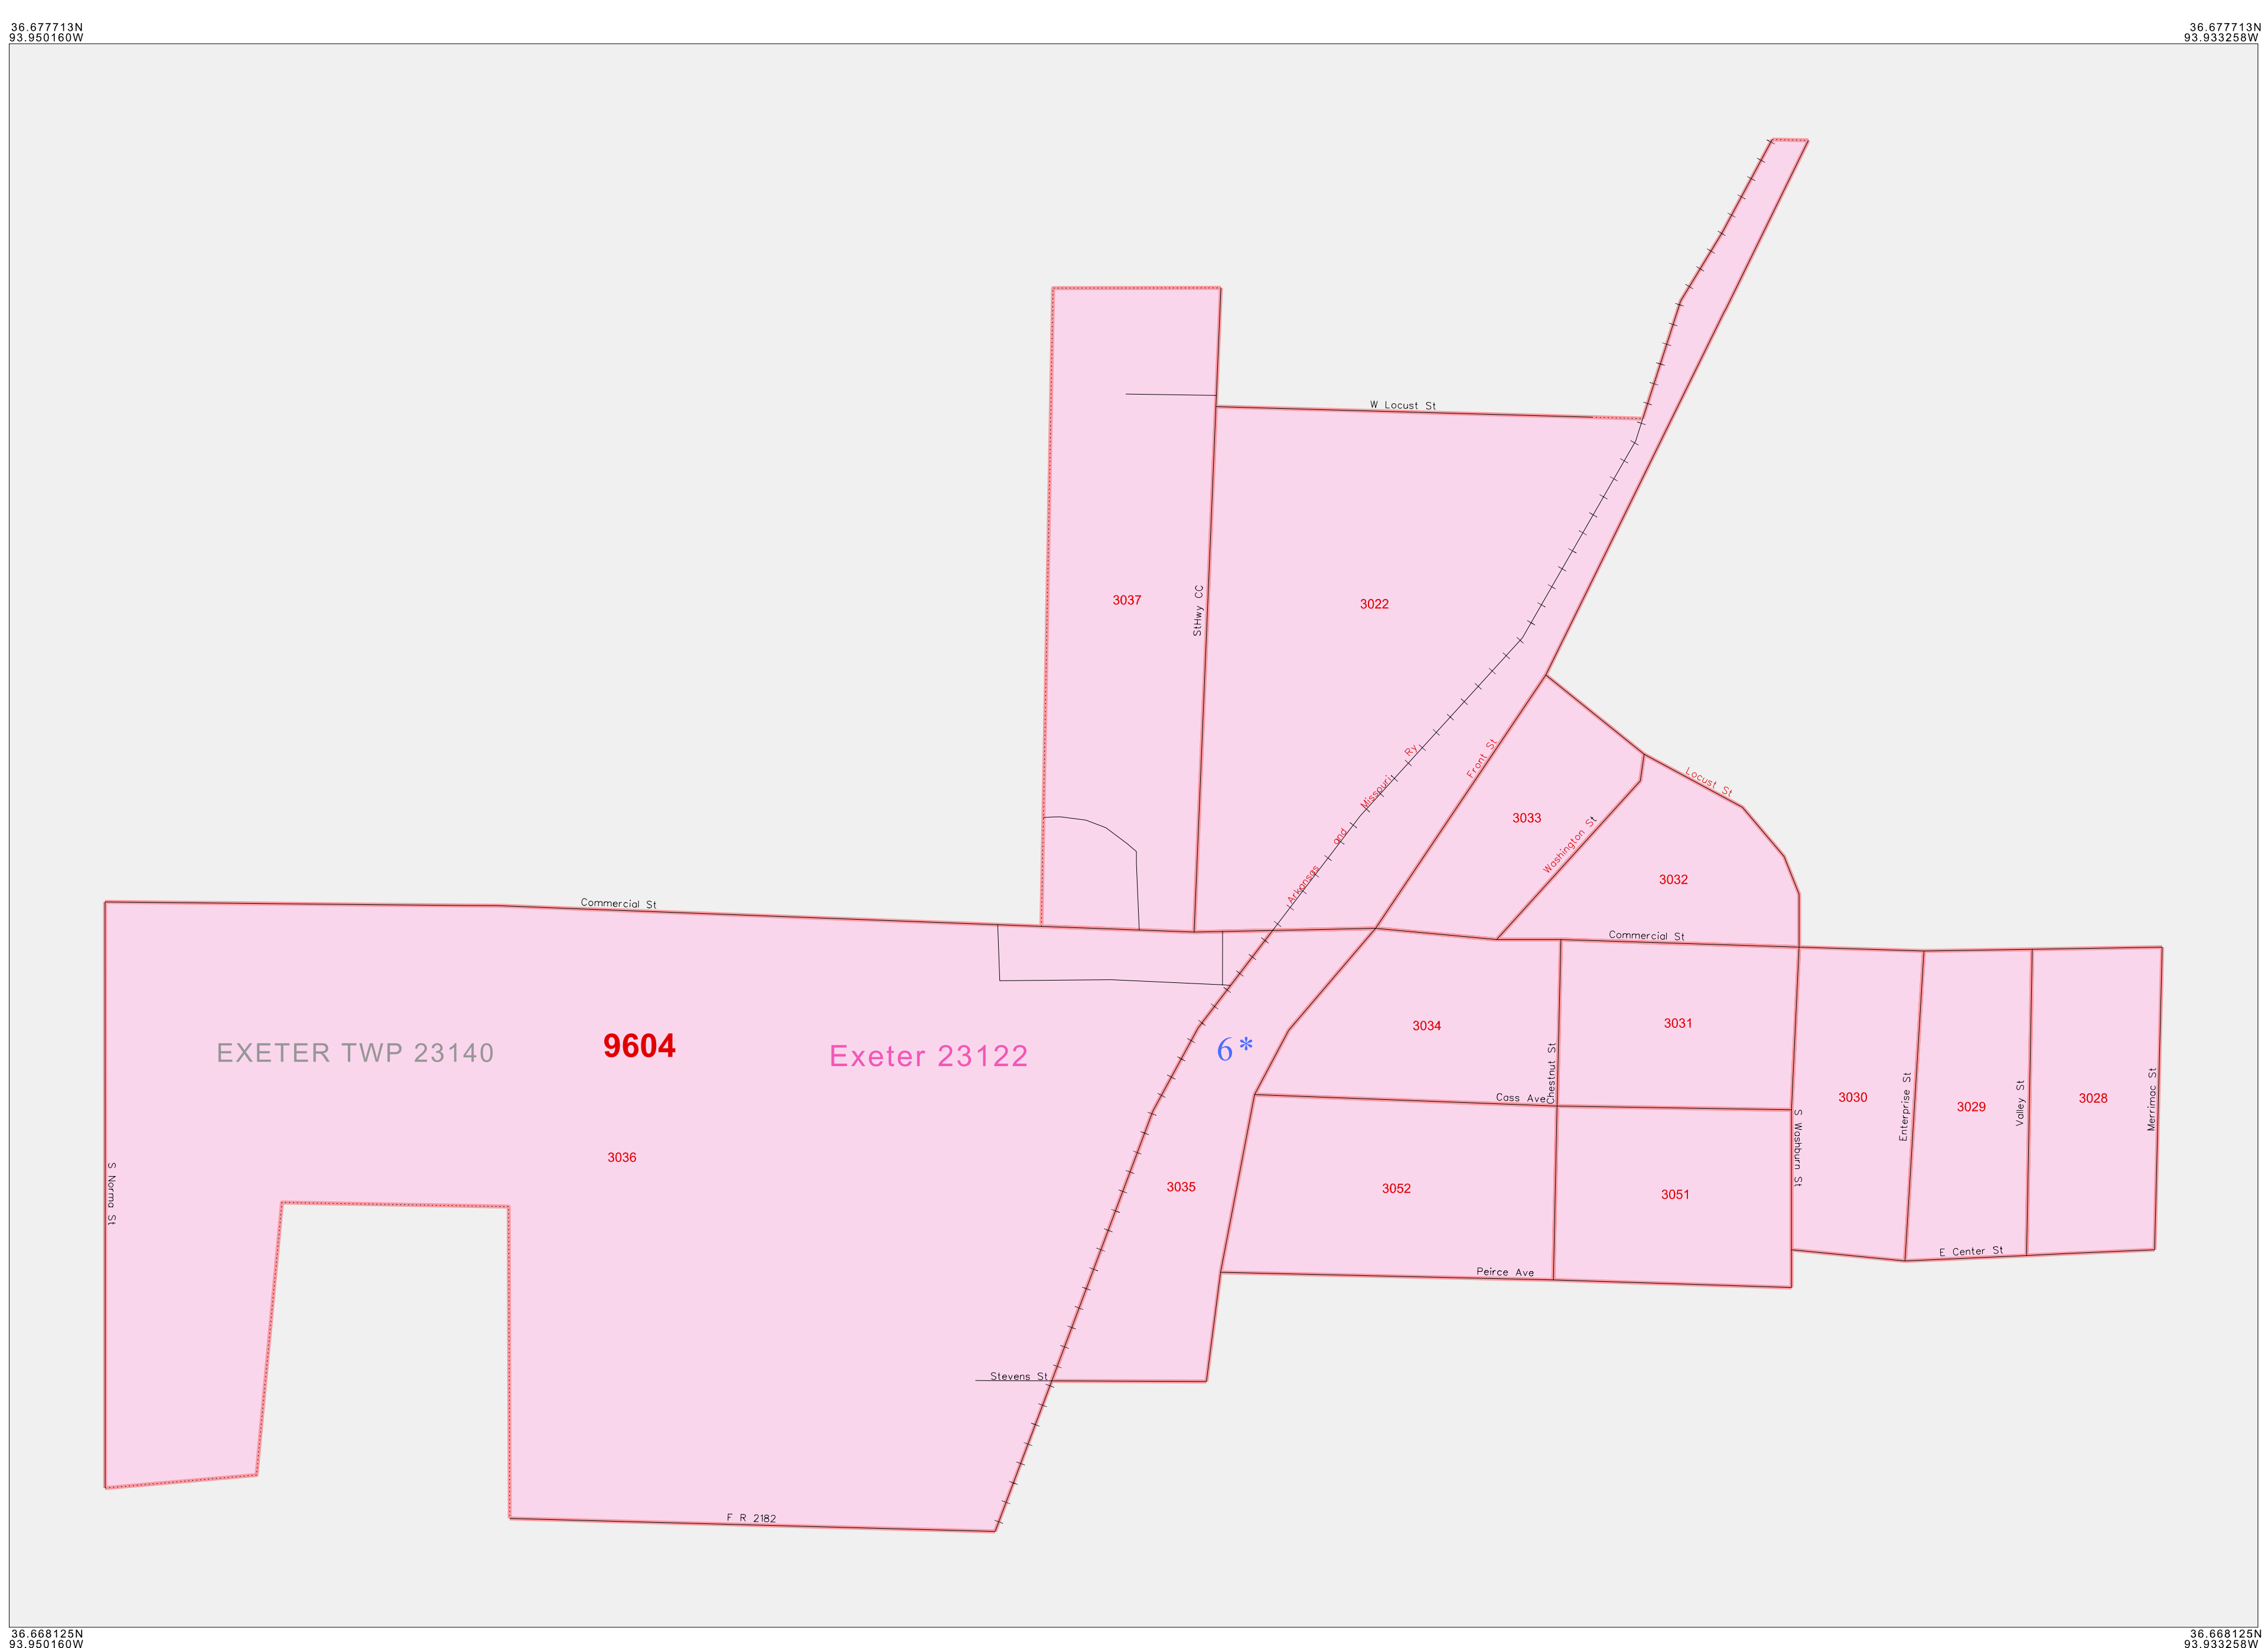 36.677713N
93.950160W
36.677713N
93.933258W
W Locust St
3037
3022
StHwy CC
Arkansas and Missouri Ry
Front St
Locust St
3033
Washington St
3032
Commercial St
Commercial St
EXETER TWP 23140
9604
Exeter 23122
6*
3034
3031
Chestnut St
Cass Ave
3030
Enterprise St
3029
Valley St
3028
Merrimac St
S Washburn St
S Norma St
3036
3035
3052
3051
E Center St
Peirce Ave
Stevens St
F R 2182
36.668125N
93.950160W
36.668125N
93.933258W